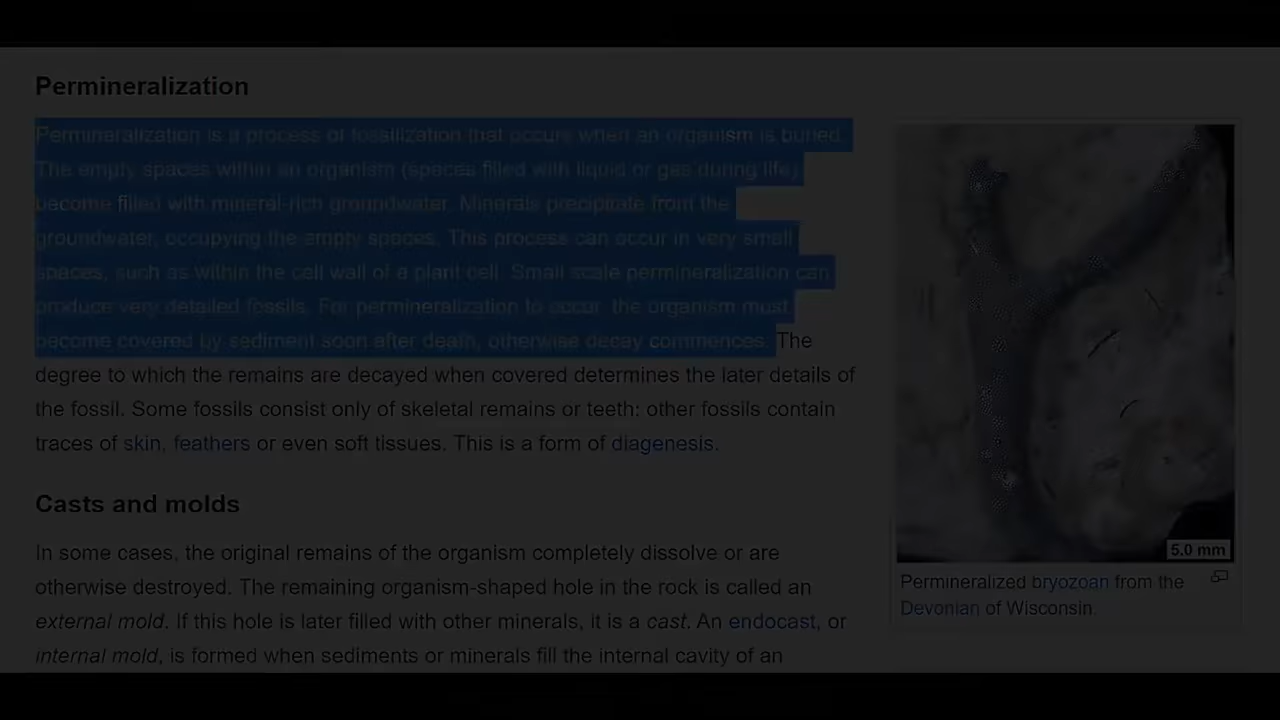 Permineralization
Permineralization is a process of fossilization that occurs when an organism is buried.
The empty spaces within an organism (spaces filled with liquid or gas during life)
become filled with mineral-rich groundwater. Minerals precipitate from the
groundwater, occupying the empty spaces. This process can occur in very small
spaces, such as within the cell wall of a plant cell. Small scale permineralization can
produce very detailed fossils. For permineralization to occur, the organism must
become covered by sediment soon after death, otherwise decay commences. The
degree to which the remains are decayed when covered determines the later details of
the fossil. Some fossils consist only of skeletal remains or teeth; other fossils contain
traces of skin, feathers or even soft tissues. This is a form of diagenesis.
Casts and molds
In some cases, the original remains of the organism completely dissolve or are
otherwise destroyed. The remaining organism-shaped hole in the rock is called an
external mold. If this hole is later filled with other minerals, it is a cast. An endocast, or
internal mold, is formed when sediments or minerals fill the internal cavity of an
5.0 mm
Permineralized bryozoan from the
Devonian of Wisconsin